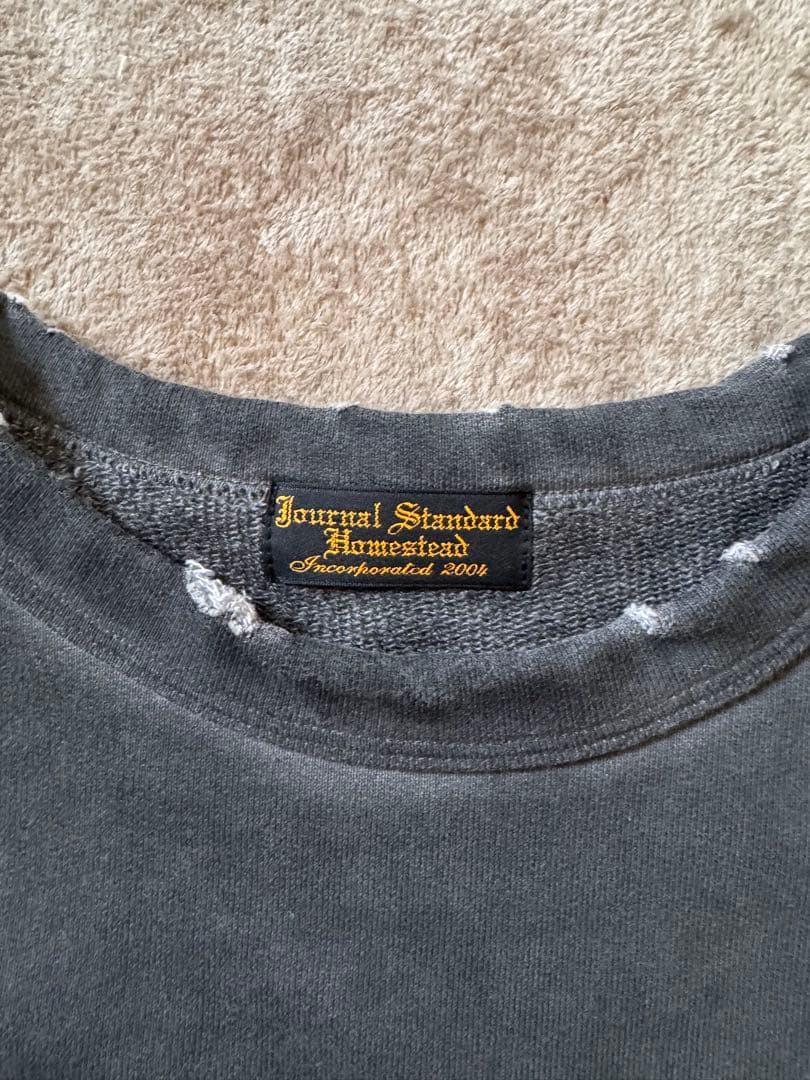 Journal Standard
Homestead
Incorporated 2004